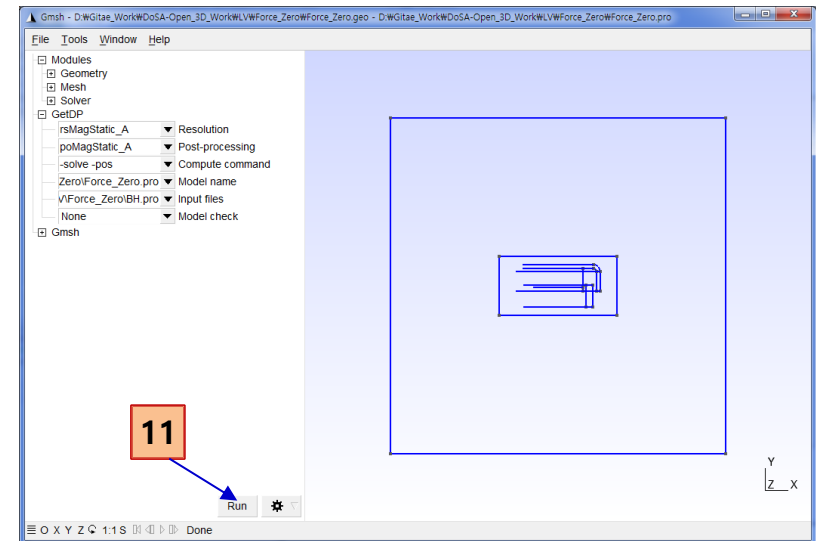 Gmsh - D:₩Gitae_Work₩DoSA-Open_3D_Work₩LV₩Force_Zero₩Force_Zero.geo - D:₩Gitae_Work₩DoSA-Open_3D_Work₩LV₩Force_Zero₩Force_Zero.pro
File Tools Window Help
Modules
Geometry
Mesh
Solver
GetDP
rsMagStatic_A Resolution
poMagStatic_A Post-processing
-solve -pos Compute command
Zero\Force_Zero.pro Model name
V\Force_Zero\BH.pro Input files
None Model check
Gmsh
11
Y
Z X
Run
O X Y Z 1:1 S Done